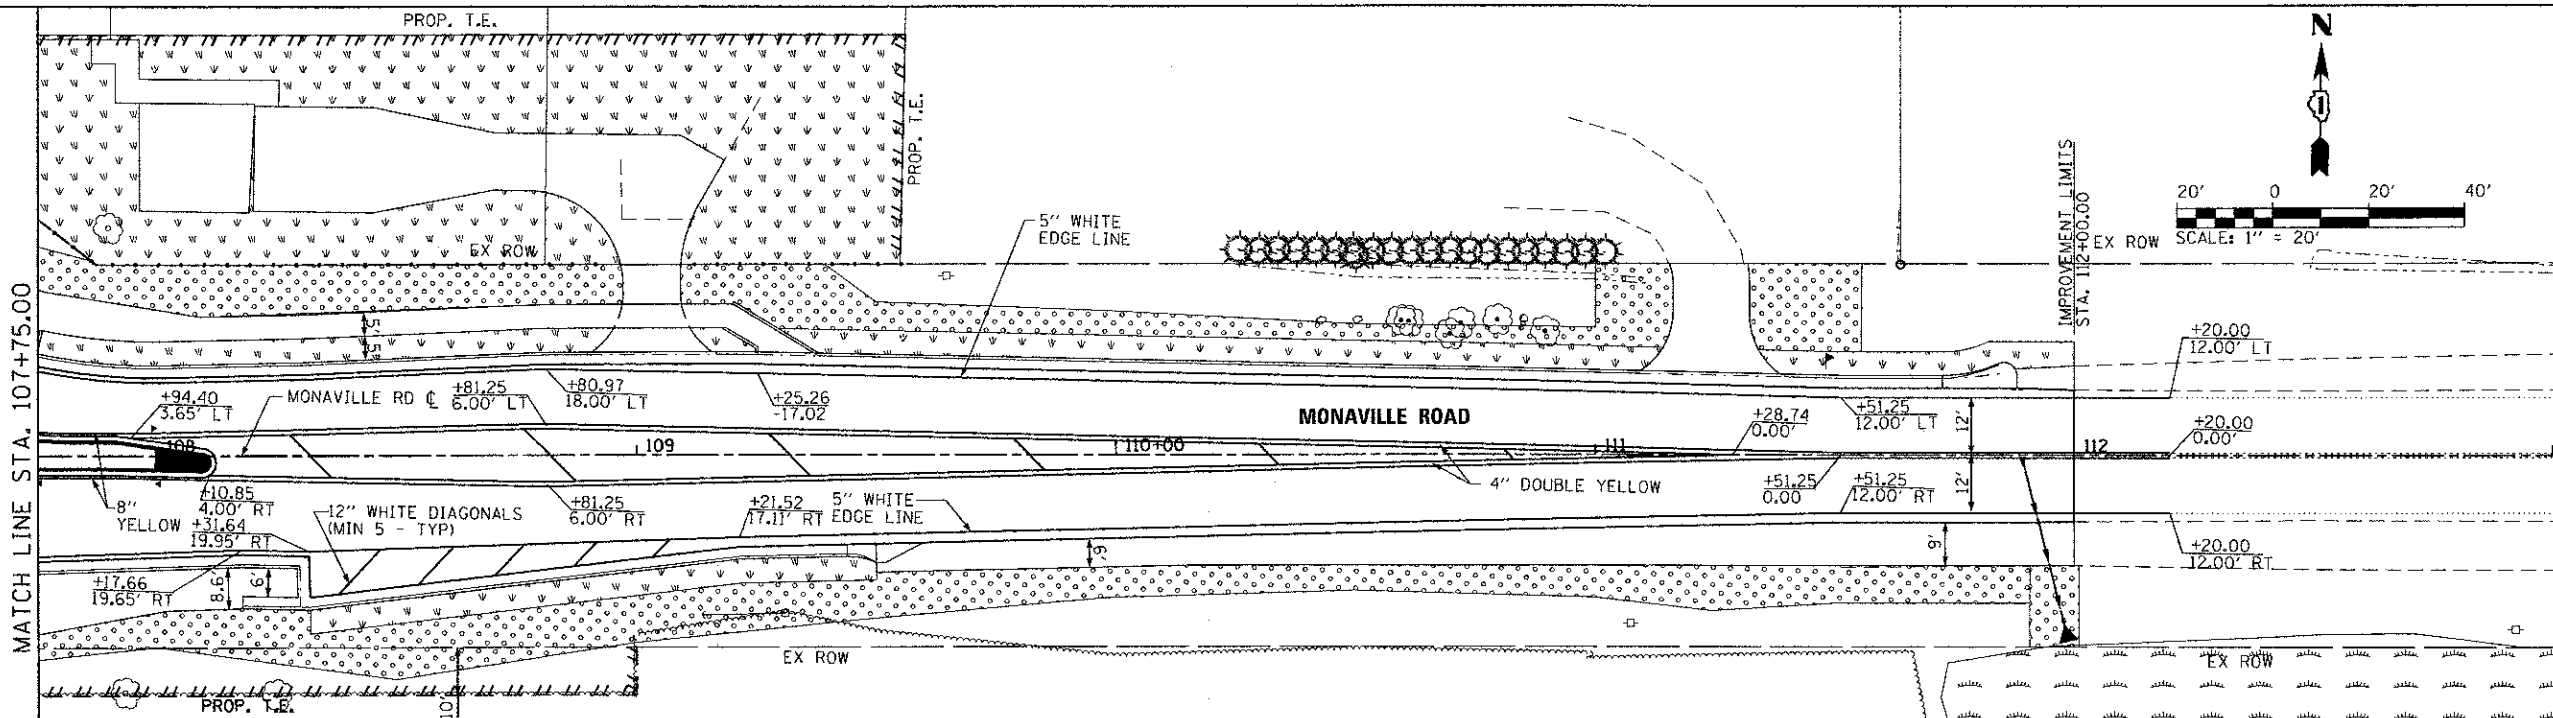 PROP. T.E.
N
PROP. T.E.
20' 0 20' 40'
SCALE: 1" = 20'
IMPROVEMENT LIMITS
STA. 112+00.00
5" WHITE
EDGE LINE
EX ROW
EX ROW
MATCH LINE STA. 107+75.00
5'
5'
+20.00
12.00' LT
+94.40
3.65' LT
MONAVILLE RD ℄
+81.25
6.00' LT
+80.97
18.00' LT
+25.26
-17.02
MONAVILLE ROAD
+28.74
0.00'
+51.25
12.00' LT
12'
+20.00
0.00'
108
109
110+00
111
112
8"
YELLOW
+10.85
4.00' RT
+31.64
19.95' RT
12" WHITE DIAGONALS
(MIN 5 - TYP)
+81.25
6.00' RT
+21.52
17.11' RT
5" WHITE
EDGE LINE
4" DOUBLE YELLOW
+51.25
0.00
+51.25
12.00' RT
12'
+17.66
19.65' RT
8.6'
6'
6'
9'
+20.00
12.00' RT
EX ROW
EX ROW
PROP. T.E.
10'